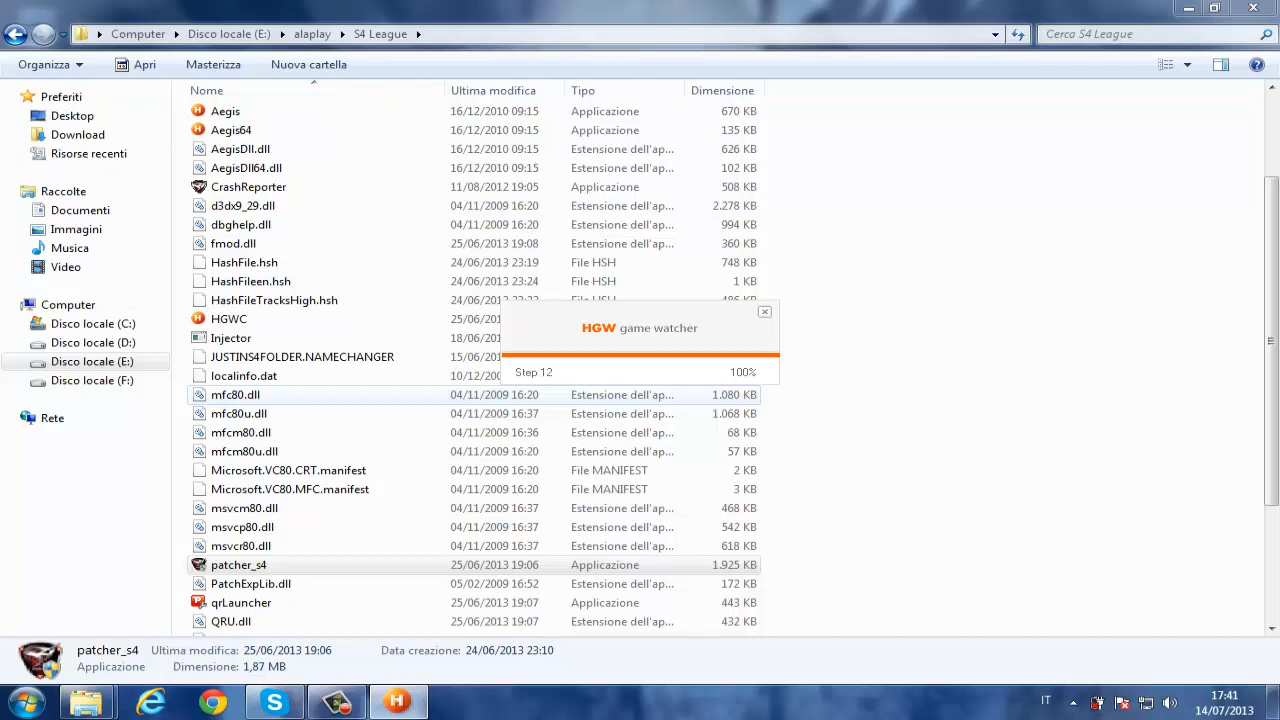 Computer ▸ Disco locale (E:) ▸ alaplay ▸ S4 League ▸
Cerca S4 League
Organizza Apri Masterizza Nuova cartella
Nome Ultima modifica Tipo Dimensione
Preferiti
Desktop
Download
Risorse recenti
Raccolte
Documenti
Immagini
Musica
Video
Computer
Disco locale (C:)
Disco locale (D:)
Disco locale (E:)
Disco locale (F:)
Rete
Aegis 16/12/2010 09:15 Applicazione 670 KB
Aegis64 16/12/2010 09:15 Applicazione 135 KB
AegisDll.dll 16/12/2010 09:15 Estensione dell'ap... 626 KB
AegisDll64.dll 16/12/2010 09:15 Estensione dell'ap... 102 KB
CrashReporter 11/08/2012 19:05 Applicazione 508 KB
d3dx9_29.dll 04/11/2009 16:20 Estensione dell'ap... 2.278 KB
dbghelp.dll 04/11/2009 16:20 Estensione dell'ap... 994 KB
fmod.dll 25/06/2013 19:08 Estensione dell'ap... 360 KB
HashFile.hsh 24/06/2013 23:19 File HSH 748 KB
HashFileen.hsh 24/06/2013 23:24 File HSH 1 KB
HashFileTracksHigh.hsh 24/06/2013 File HSH 486 KB
HGWC 25/06/
Injector 18/06/
JUSTINS4FOLDER.NAMECHANGER 15/06/
localinfo.dat 10/12/
mfc80.dll 04/11/2009 16:20 Estensione dell'ap... 1.080 KB
mfc80u.dll 04/11/2009 16:37 Estensione dell'ap... 1.068 KB
mfcm80.dll 04/11/2009 16:36 Estensione dell'ap... 68 KB
mfcm80u.dll 04/11/2009 16:20 Estensione dell'ap... 57 KB
Microsoft.VC80.CRT.manifest 04/11/2009 16:20 File MANIFEST 2 KB
Microsoft.VC80.MFC.manifest 04/11/2009 16:20 File MANIFEST 3 KB
msvcm80.dll 04/11/2009 16:37 Estensione dell'ap... 468 KB
msvcp80.dll 04/11/2009 16:37 Estensione dell'ap... 542 KB
msvcr80.dll 04/11/2009 16:37 Estensione dell'ap... 618 KB
patcher_s4 25/06/2013 19:06 Applicazione 1.925 KB
PatchExpLib.dll 05/02/2009 16:52 Estensione dell'ap... 172 KB
qrLauncher 25/06/2013 19:07 Applicazione 443 KB
QRU.dll 25/06/2013 19:07 Estensione dell'ap... 432 KB
HGW game watcher
Step 12 100%
patcher_s4 Ultima modifica: 25/06/2013 19:06 Data creazione: 24/06/2013 23:10
Applicazione Dimensione: 1,87 MB
IT
17:41
14/07/2013